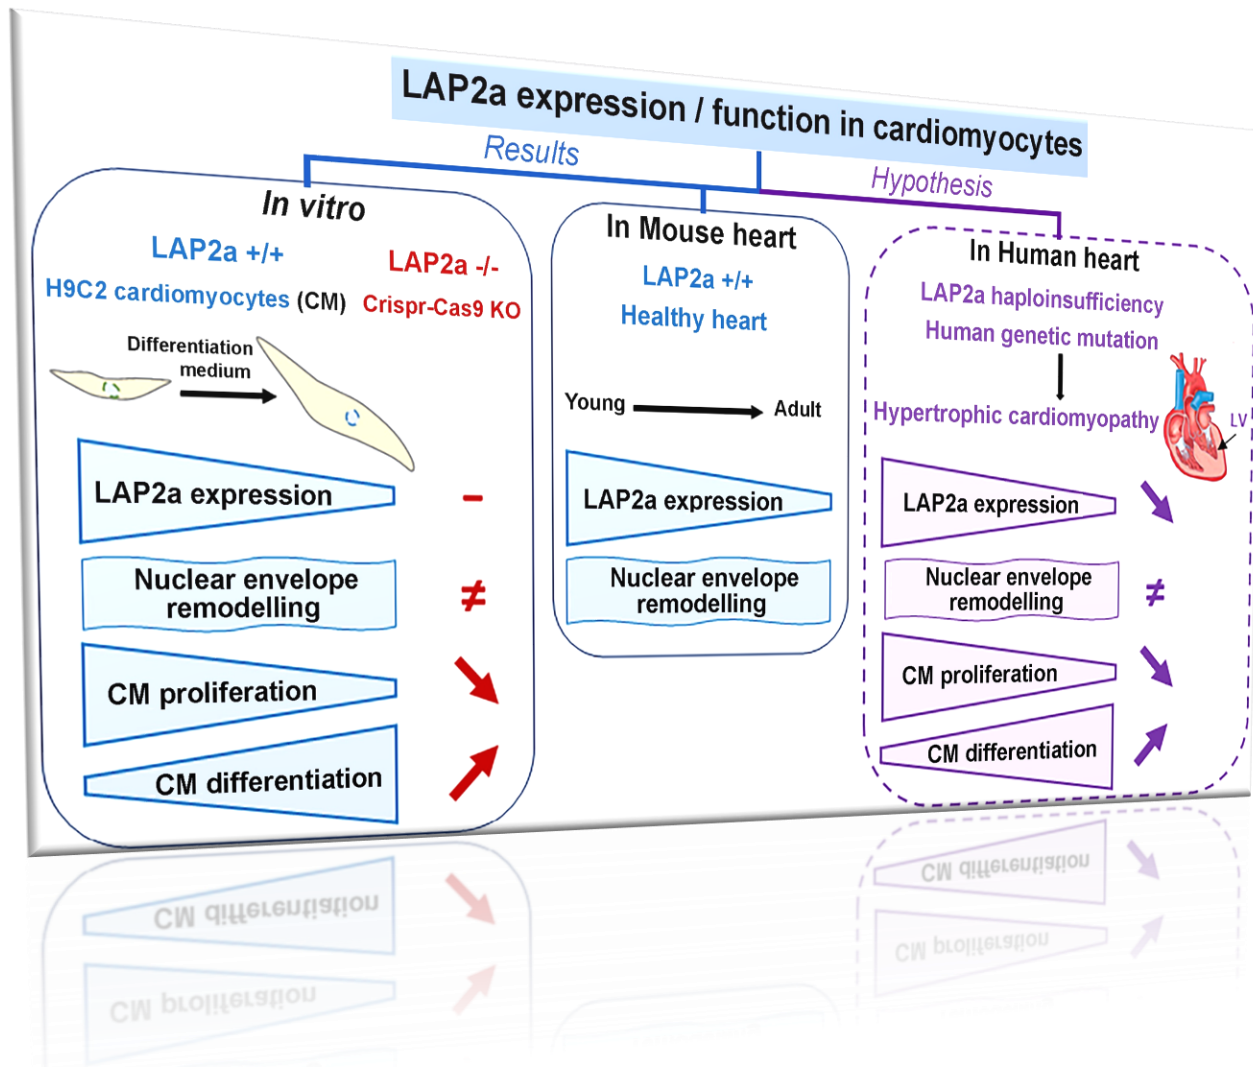 LAP2a expression / function in cardiomyocytes
Results
Hypothesis
In vitro
LAP2a +/+
LAP2a -/-
H9C2 cardiomyocytes (CM)
Crispr-Cas9 KO
Differentiation
medium
LAP2a expression
–
Nuclear envelope
remodelling
≠
CM proliferation
CM differentiation
In Mouse heart
LAP2a +/+
Healthy heart
Young
Adult
LAP2a expression
Nuclear envelope
remodelling
In Human heart
LAP2a haploinsufficiency
Human genetic mutation
Hypertrophic cardiomyopathy
LV
LAP2a expression
Nuclear envelope
remodelling
≠
CM proliferation
CM differentiation
CM differentiation
CM proliferation
CM differentiation
CM proliferation